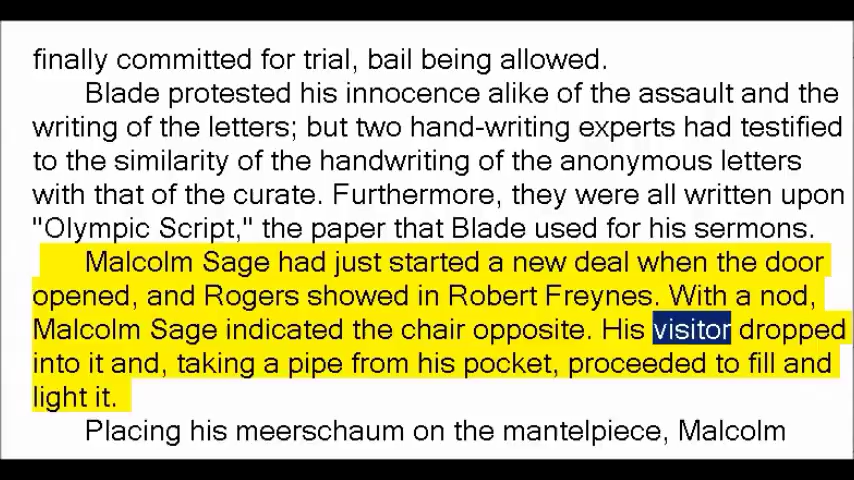 finally committed for trial, bail being allowed.
Blade protested his innocence alike of the assault and the
writing of the letters; but two hand-writing experts had testified
to the similarity of the handwriting of the anonymous letters
with that of the curate. Furthermore, they were all written upon
"Olympic Script," the paper that Blade used for his sermons.
Malcolm Sage had just started a new deal when the door
opened, and Rogers showed in Robert Freynes. With a nod,
Malcolm Sage indicated the chair opposite. His visitor dropped
into it and, taking a pipe from his pocket, proceeded to fill and
light it.
Placing his meerschaum on the mantelpiece, Malcolm